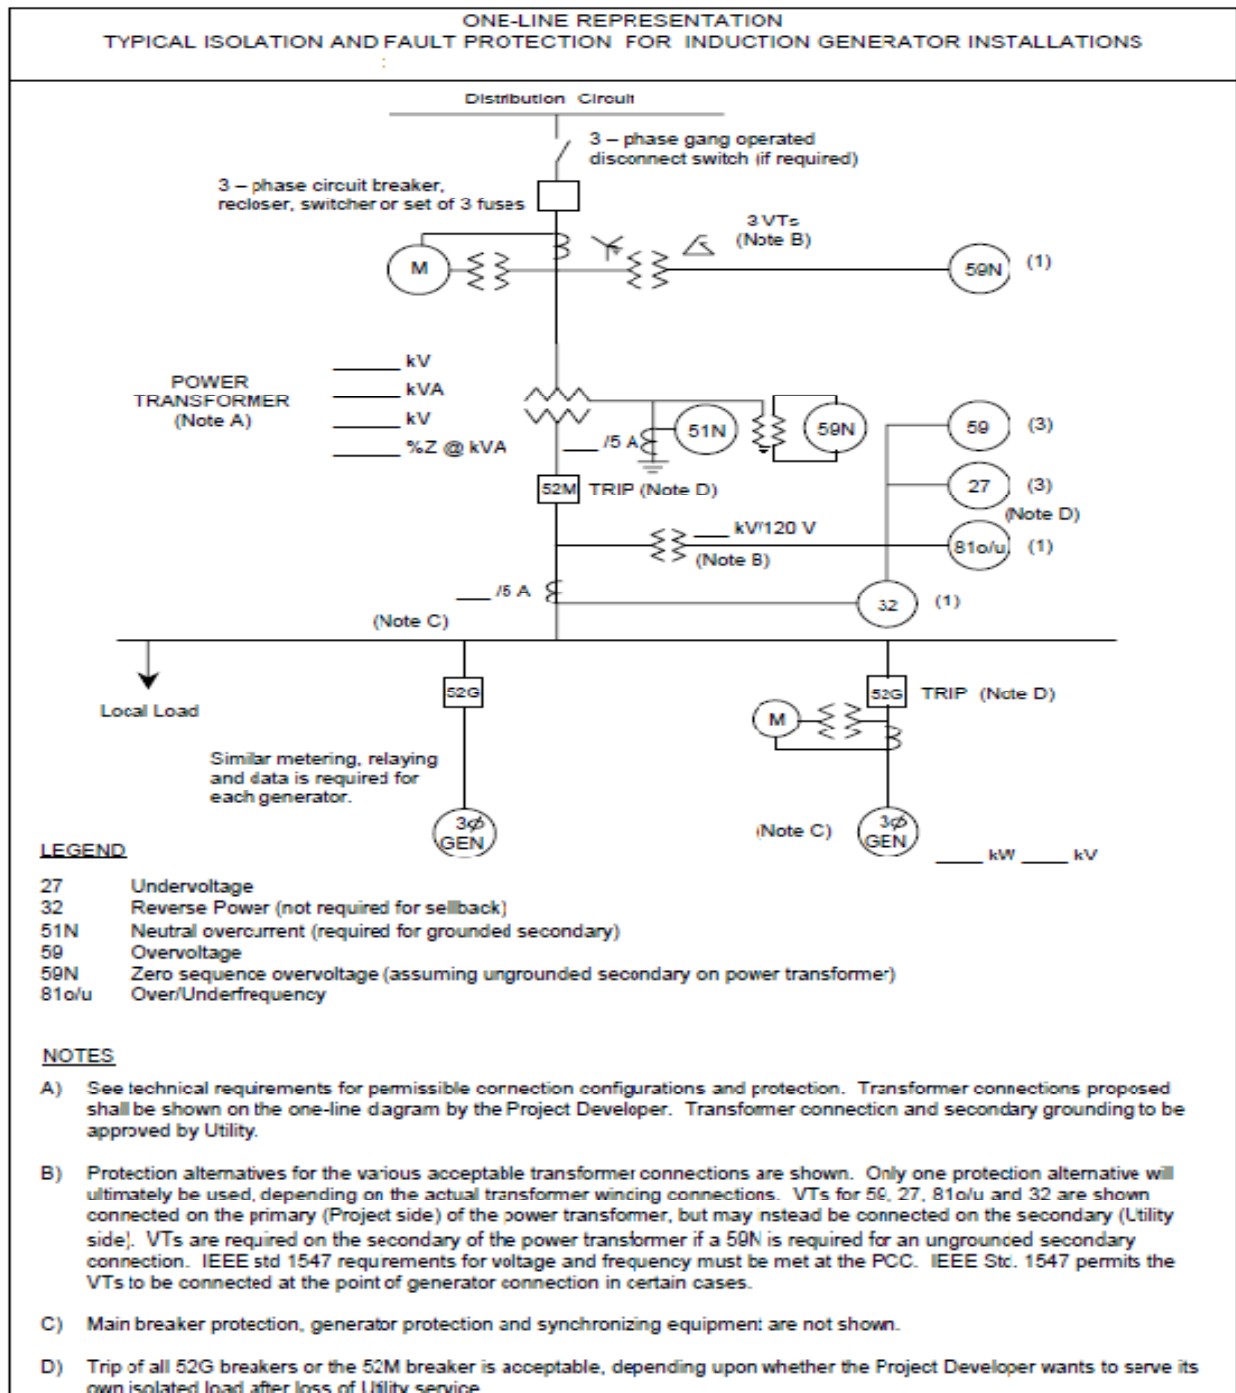 ONE-LINE REPRESENTATION
TYPICAL ISOLATION AND FAULT PROTECTION FOR INDUCTION GENERATOR INSTALLATIONS
Distribution Circuit
3 – phase gang operated
disconnect switch (if required)
3 – phase circuit breaker,
recloser, switcher or set of 3 fuses
3 VTs
(Note B)
M
59N
(1)
POWER
TRANSFORMER
(Note A)
_____ kV
_____ kVA
_____ kV
_____ %Z @ kVA
___ /5 A
51N
59N
59
(3)
27
(3)
(Note D)
52M
TRIP (Note D)
___ kV/120 V
(Note B)
81o/u
(1)
___ /5 A
32
(1)
(Note C)
52G
52G
TRIP (Note D)
Local Load
M
Similar metering, relaying
and data is required for
each generator.
3ϕ
GEN
(Note C)
3ϕ
GEN
____ kW ____ kV
LEGEND
27 Undervoltage
32 Reverse Power (not required for sellback)
51N Neutral overcurrent (required for grounded secondary)
59 Overvoltage
59N Zero sequence overvoltage (assuming ungrounded secondary on power transformer)
81o/u Over/Underfrequency
NOTES
A) See technical requirements for permissible connection configurations and protection. Transformer connections proposed
shall be shown on the one-line diagram by the Project Developer. Transformer connection and secondary grounding to be
approved by Utility.
B) Protection alternatives for the various acceptable transformer connections are shown. Only one protection alternative will
ultimately be used, depending on the actual transformer winding connections. VTs for 59, 27, 81o/u and 32 are shown
connected on the primary (Project side) of the power transformer, but may instead be connected on the secondary (Utility
side). VTs are required on the secondary of the power transformer if a 59N is required for an ungrounded secondary
connection. IEEE std 1547 requirements for voltage and frequency must be met at the PCC. IEEE Std. 1547 permits the
VTs to be connected at the point of generator connection in certain cases.
C) Main breaker protection, generator protection and synchronizing equipment are not shown.
D) Trip of all 52G breakers or the 52M breaker is acceptable, depending upon whether the Project Developer wants to serve its
own isolated load after loss of Utility service